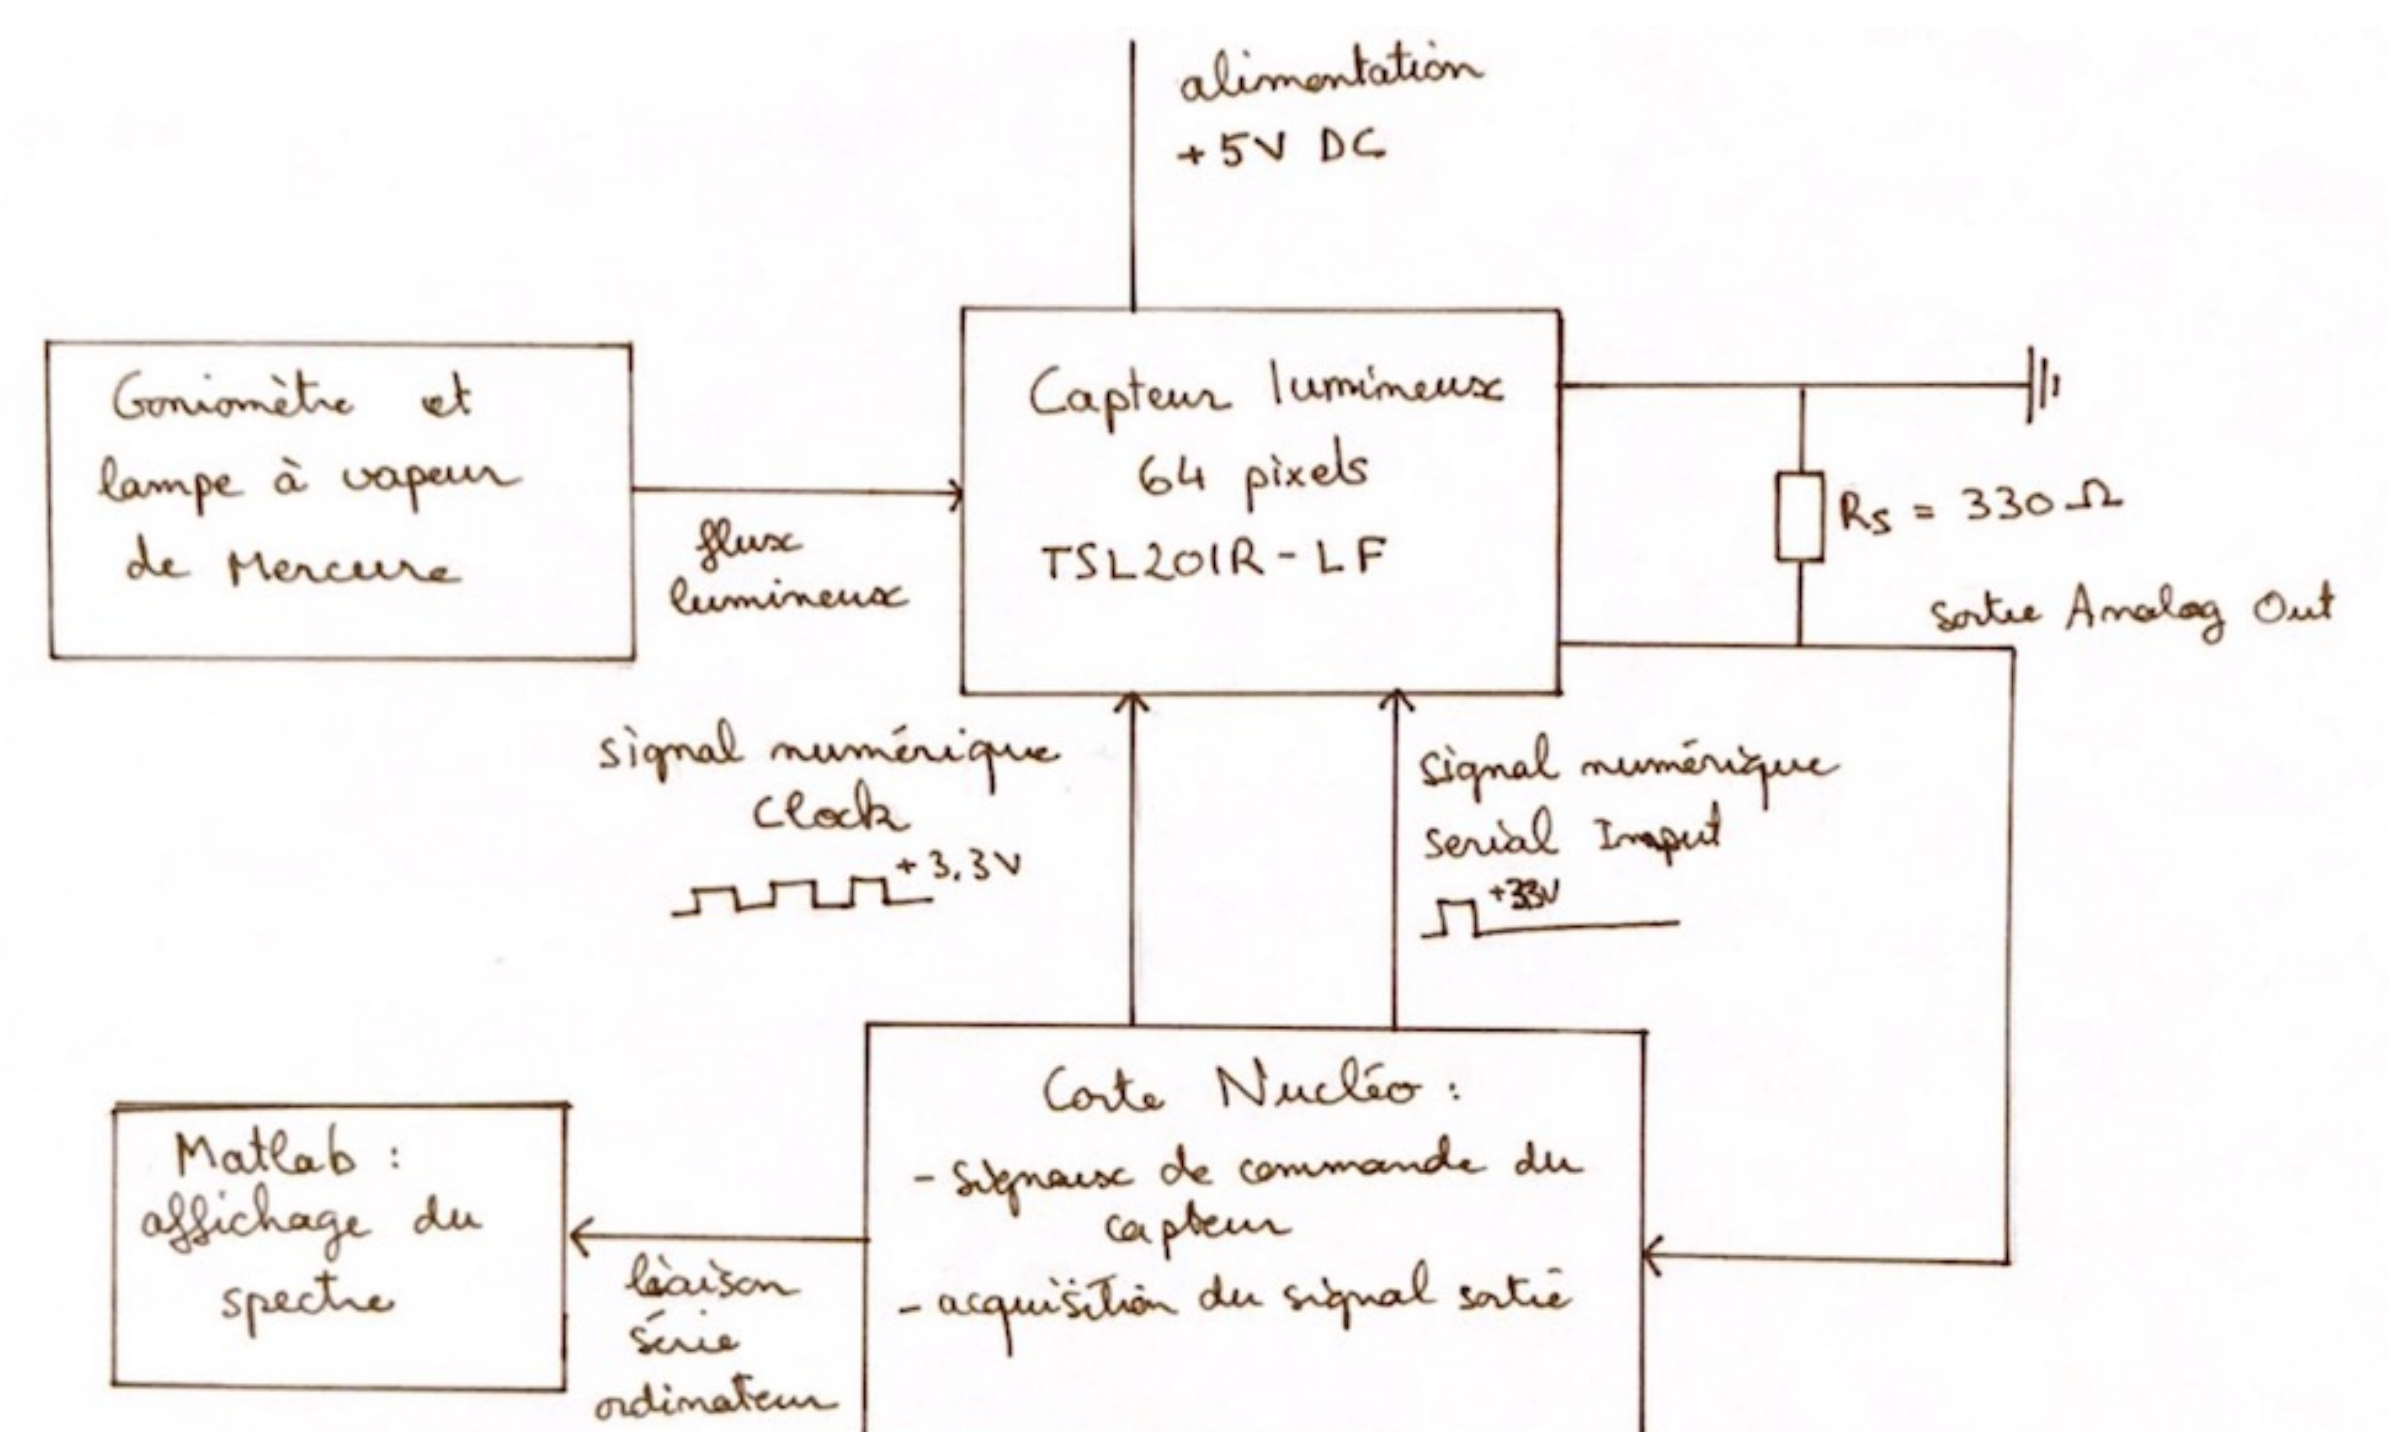 alimentation
+5V DC
Goniomètre et
lampe à vapeur
de Mercure
flux
lumineux
Capteur lumineux
64 pixels
TSL201R-LF
Rs = 330 Ω
sortie Analog Out
signal numérique
Clock
+3.3V
signal numérique
serial Imput
+3.3V
Matlab :
affichage du
spectre
liaison
série
ordinateur
Carte Nucléo :
- signaux de commande du
capteur
- acquisition du signal sortie